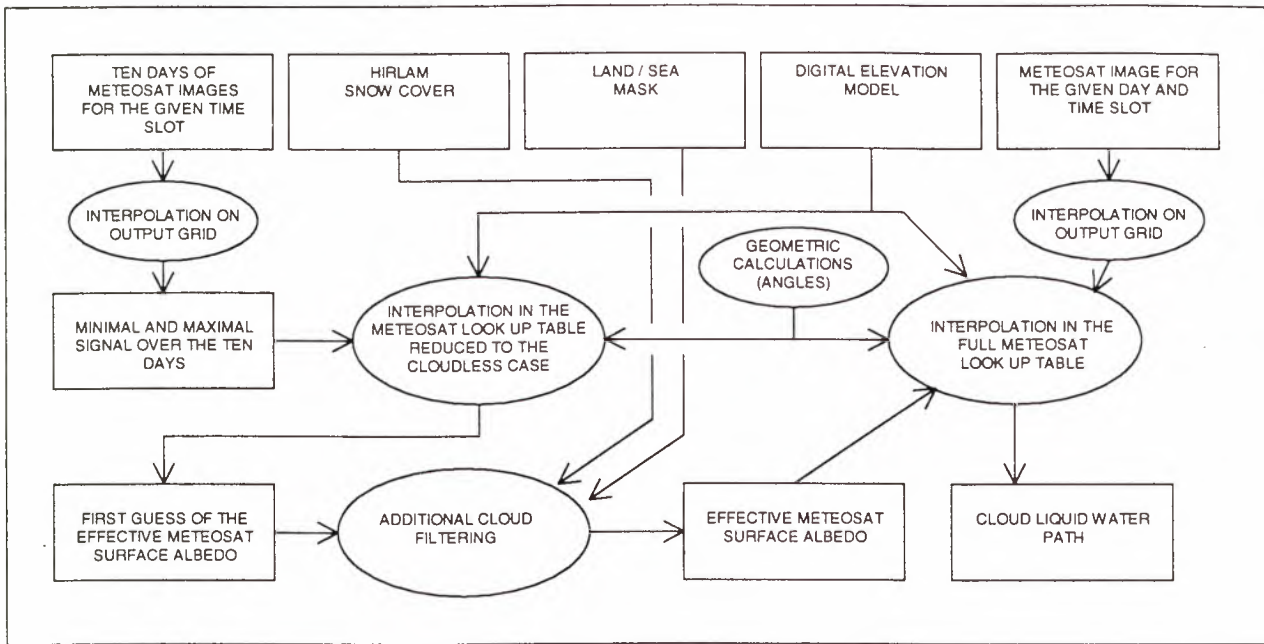 TEN DAYS OF
METEOSAT IMAGES
FOR THE GIVEN TIME
SLOT
HIRLAM
SNOW COVER
LAND / SEA
MASK
DIGITAL ELEVATION
MODEL
METEOSAT IMAGE FOR
THE GIVEN DAY AND
TIME SLOT
INTERPOLATION ON
OUTPUT GRID
INTERPOLATION ON
OUTPUT GRID
GEOMETRIC
CALCULATIONS
(ANGLES)
MINIMAL AND MAXIMAL
SIGNAL OVER THE TEN
DAYS
INTERPOLATION IN THE
METEOSAT LOOK UP TABLE
REDUCED TO THE
CLOUDLESS CASE
INTERPOLATION IN THE
FULL METEOSAT
LOOK UP TABLE
FIRST GUESS OF THE
EFFECTIVE METEOSAT
SURFACE ALBEDO
ADDITIONAL CLOUD
FILTERING
EFFECTIVE METEOSAT
SURFACE ALBEDO
CLOUD LIQUID WATER
PATH